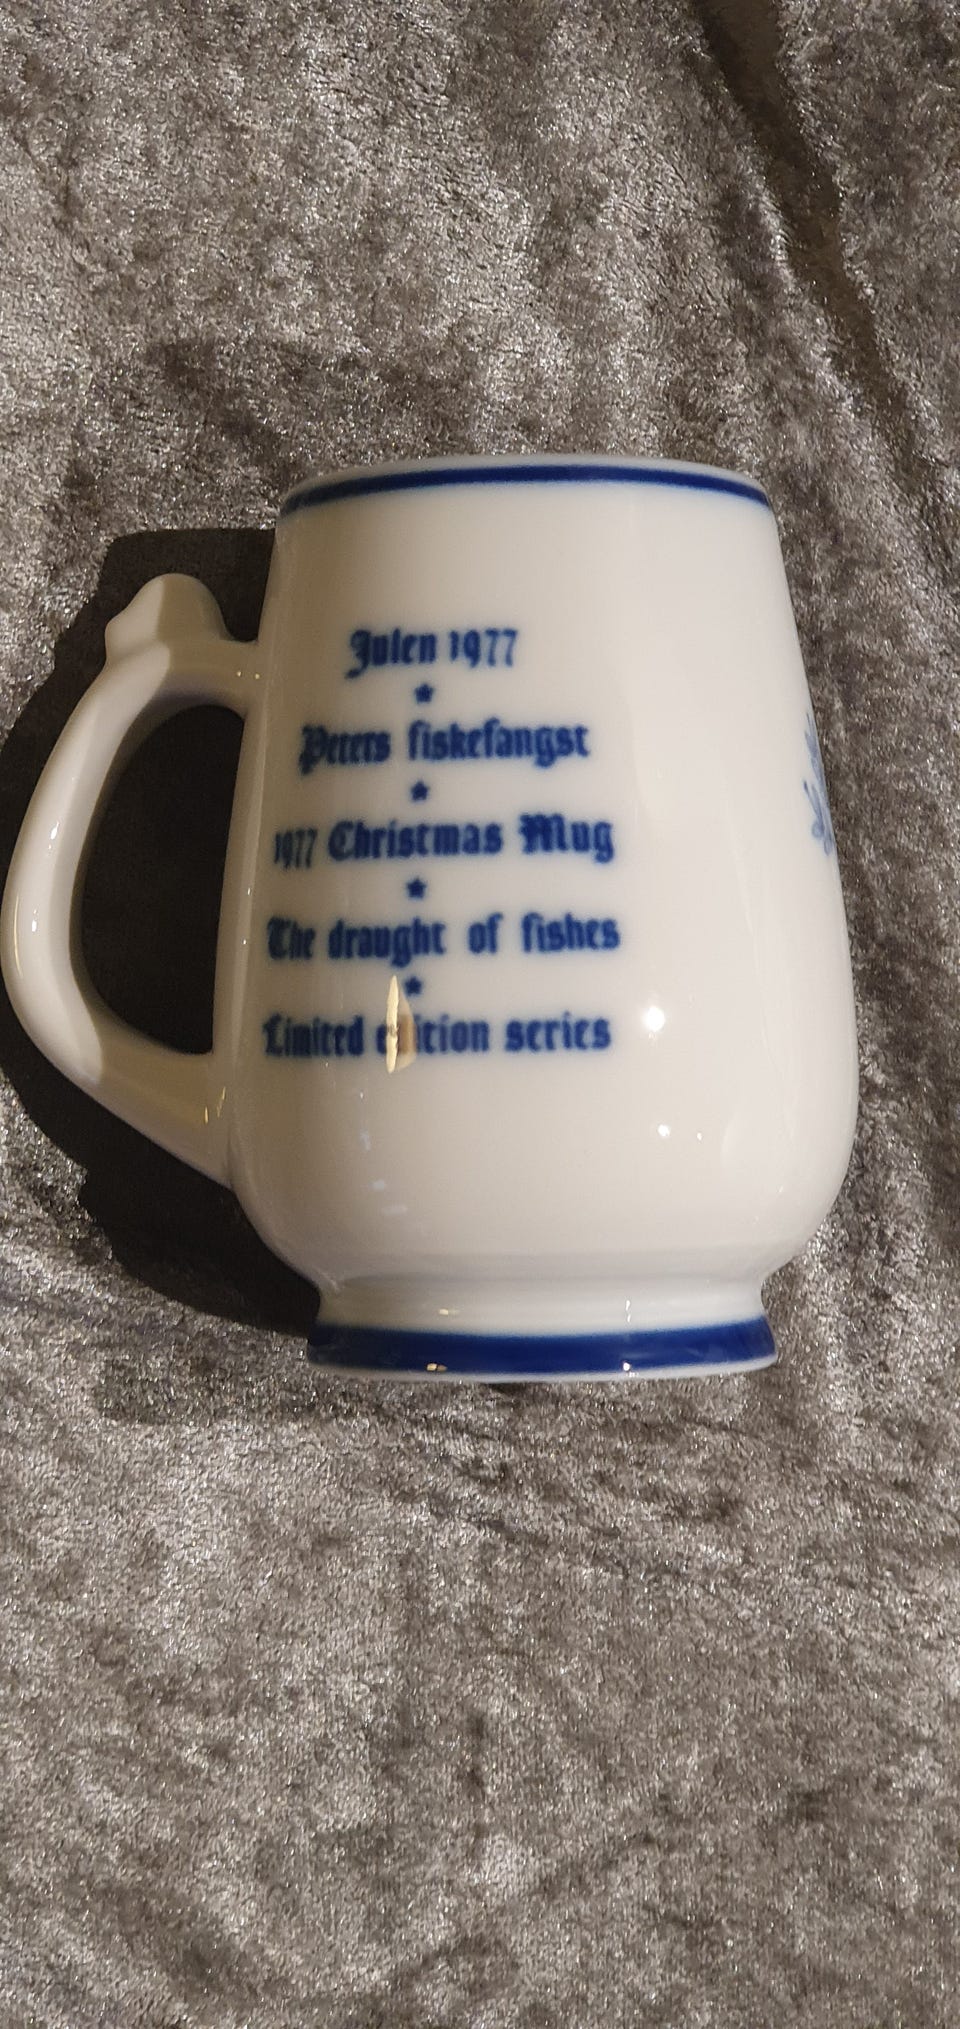 Julen 1977
Peters fiskefangst
1977 Christmas Mug
The draught of fishes
Limited edition series